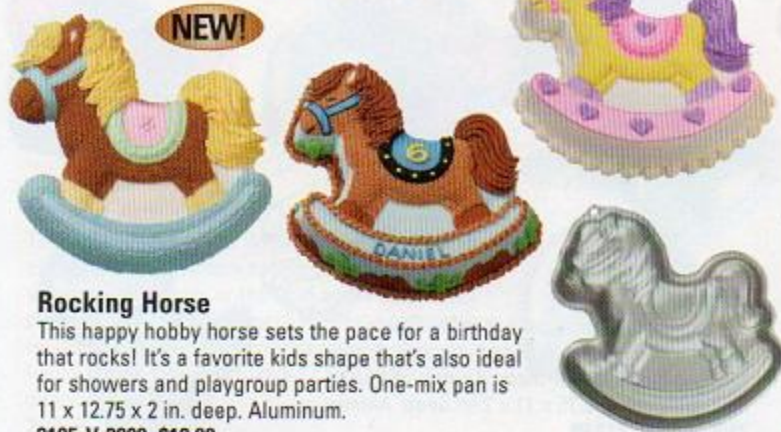 NEW!
6
DANIEL
Rocking Horse
This happy hobby horse sets the pace for a birthday
that rocks! It's a favorite kids shape that's also ideal
for showers and playgroup parties. One-mix pan is
11 x 12.75 x 2 in. deep. Aluminum.